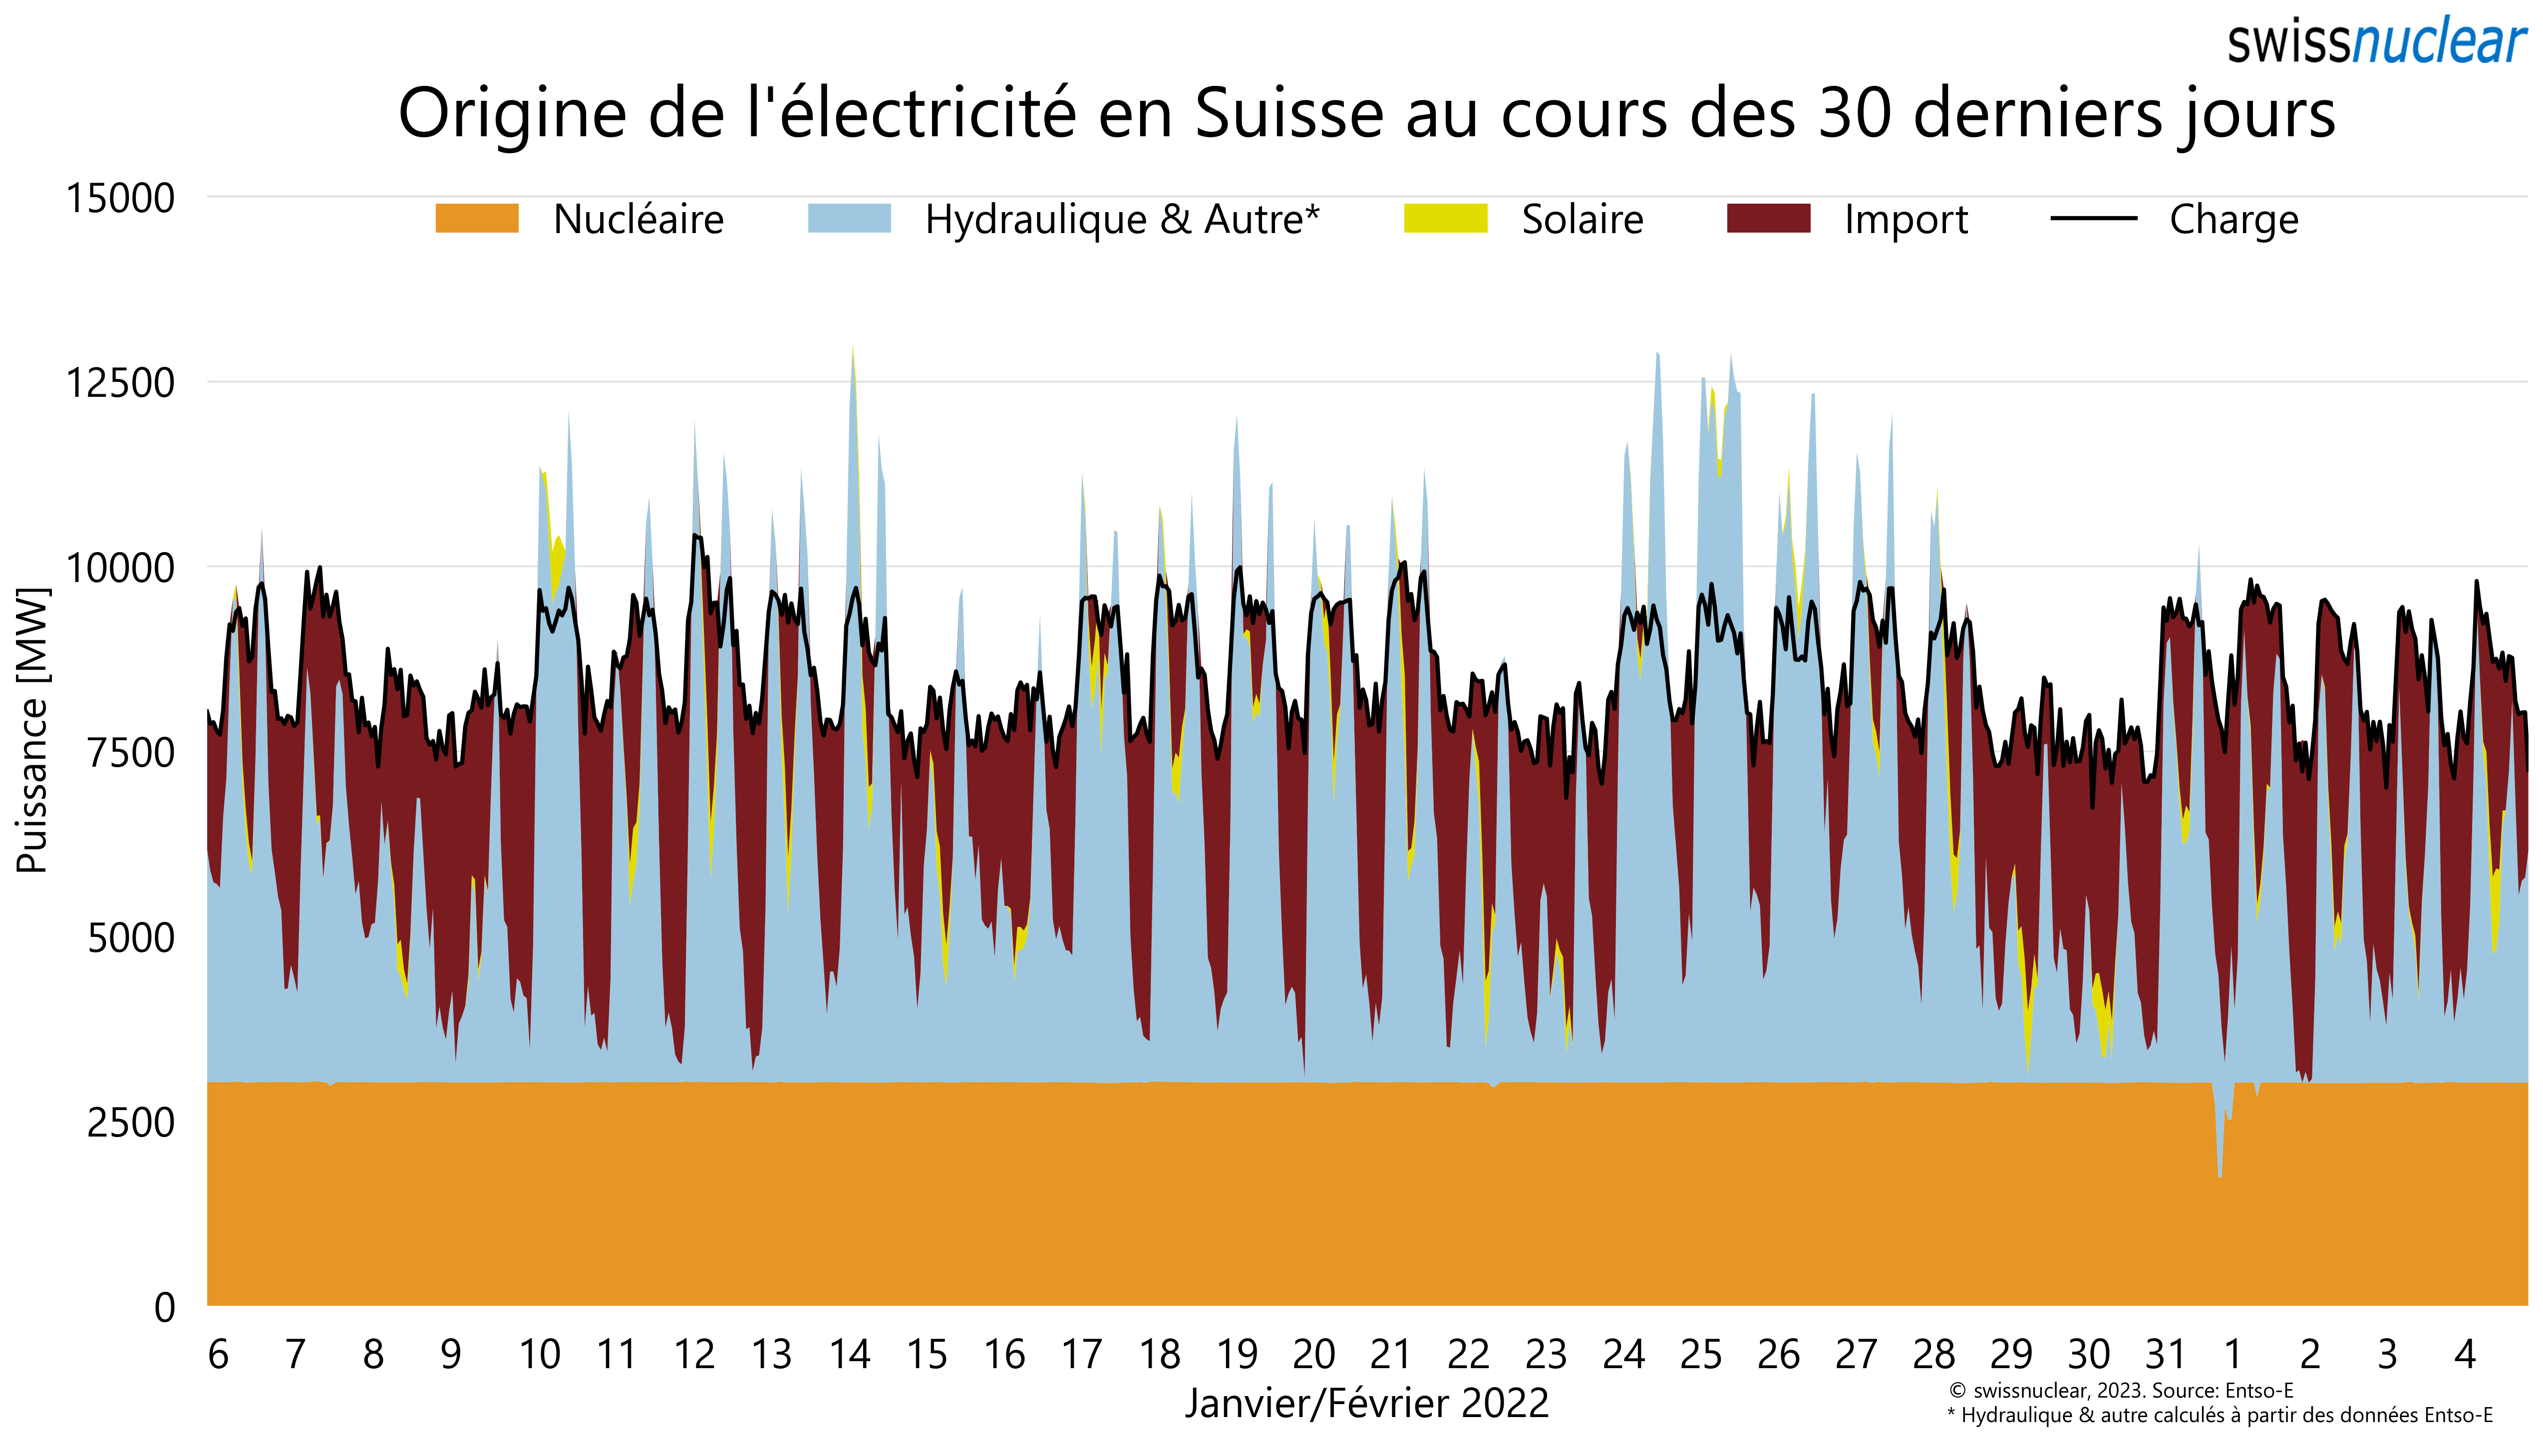 swissnuclear
Origine de l'électricité en Suisse au cours des 30 derniers jours
15000
Nucléaire Hydraulique & Autre* Solaire Import Charge
12500
10000
7500
5000
2500
0
Puissance [MW]
6 7 8 9 10 11 12 13 14 15 16 17 18 19 20 21 22 23 24 25 26 27 28 29 30 31 1 2 3 4
Janvier/Février 2022
© swissnuclear, 2023. Source: Entso-E
* Hydraulique & autre calculés à partir des données Entso-E